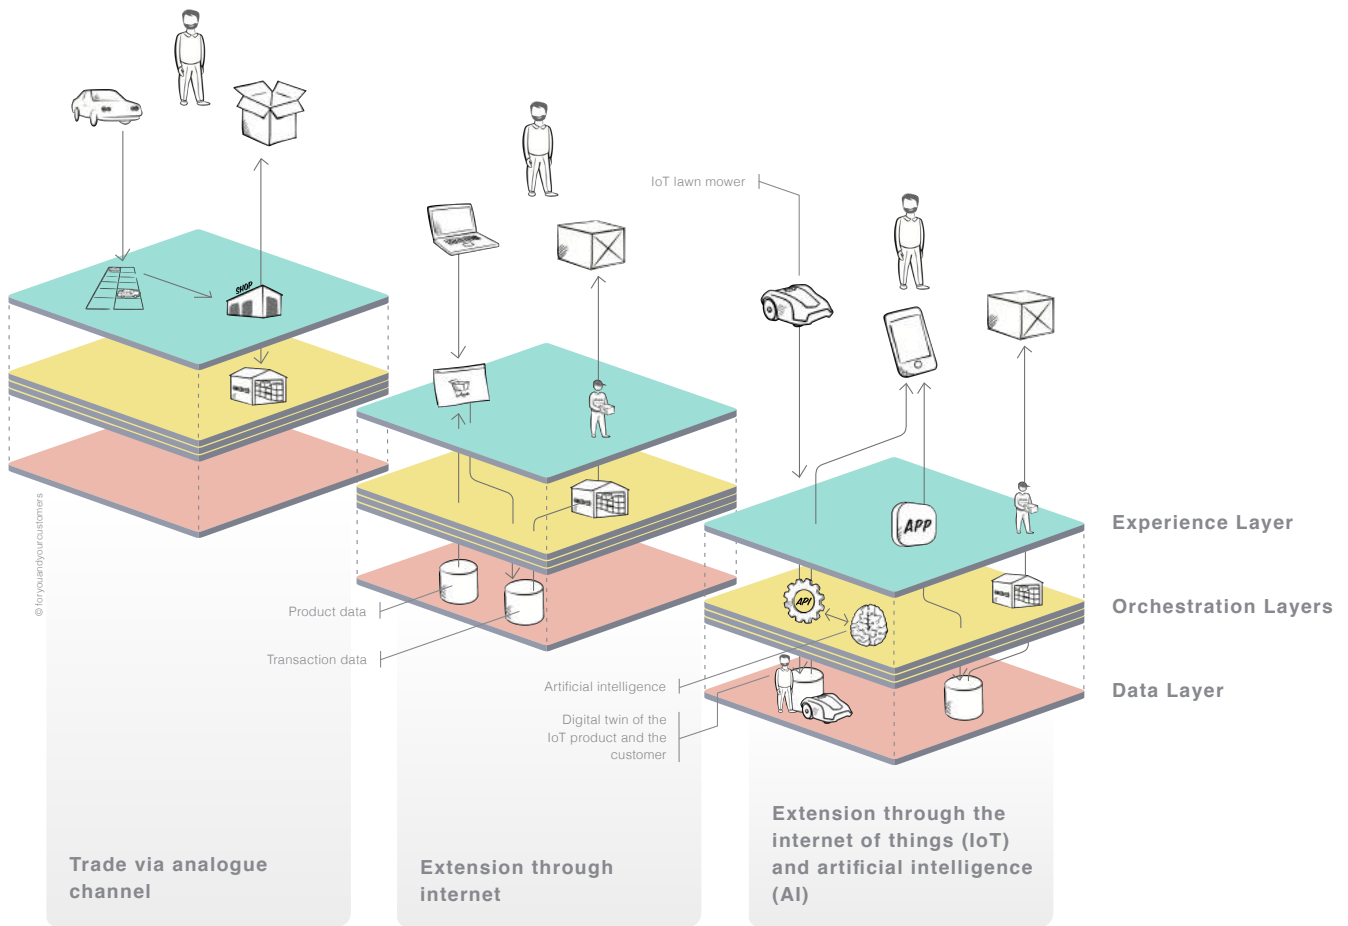 IoT lawn mower
SHOP
© foryouandyourcustomers
Product data
Transaction data
APP
API
Artificial intelligence
Digital twin of the
IoT product and the
customer
Experience Layer
Orchestration Layers
Data Layer
Trade via analogue
channel
Extension through
internet
Extension through the
internet of things (IoT)
and artificial intelligence
(AI)